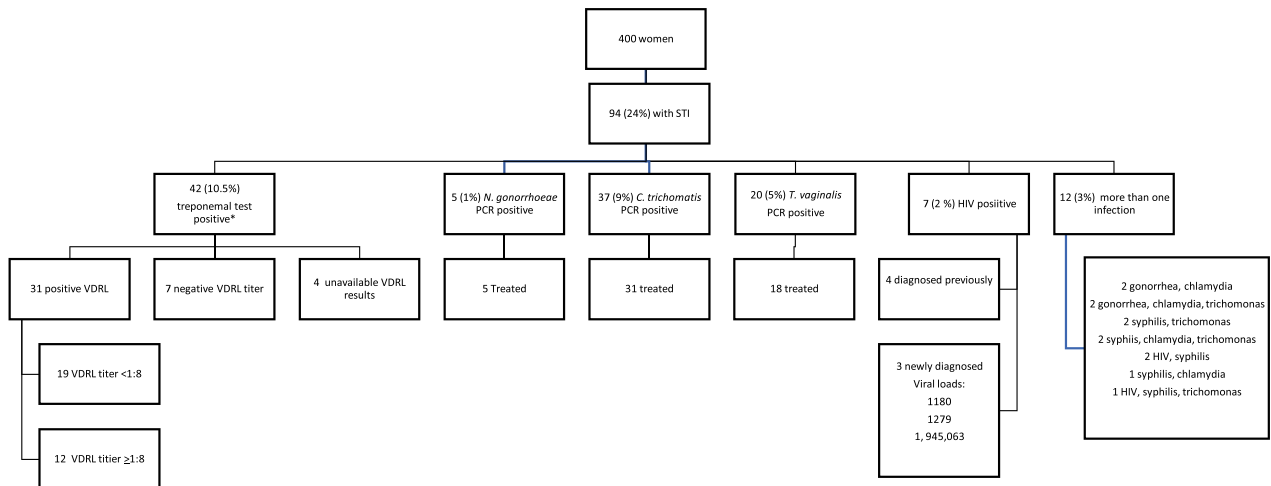 400 women
94 (24%) with STI
42 (10.5%)
treponemal test
positive*
5 (1%) N. gonorrhoeae
PCR positive
37 (9%) C. trichomatis
PCR positive
20 (5%) T. vaginalis
PCR positive
7 (2 %) HIV posiitive
12 (3%) more than one
infection
31 positive VDRL
7 negative VDRL titer
4 unavailable VDRL
results
5 Treated
31 treated
18 treated
4 diagnosed previously
2 gonorrhea, chlamydia
2 gonorrhea, chlamydia, trichomonas
2 syphilis, trichomonas
2 syphiis, chlamydia, trichomonas
2 HIV, syphilis
1 syphilis, chlamydia
1 HIV, syphilis, trichomonas
19 VDRL titer <1:8
3 newly diagnosed
Viral loads:
1180
1279
1, 945,063
12 VDRL titier ≥1:8